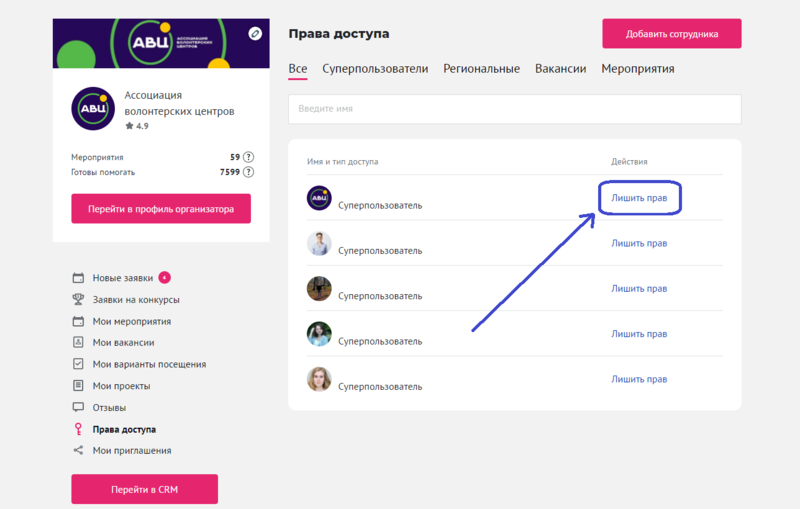 АВЦ
АССОЦИАЦИЯ
ВОЛОНТЕРСКИХ
ЦЕНТРОВ
АВЦ
Ассоциация
волонтерских центров
4.9
Мероприятия 59 ?
Готовы помогать 7599 ?
Перейти в профиль организатора
Новые заявки 4
Заявки на конкурсы
Мои мероприятия
Мои вакансии
Мои варианты посещения
Мои проекты
Отзывы
Права доступа
Мои приглашения
Перейти в CRM
Права доступа
Добавить сотрудника
Все Суперпользователи Региональные Вакансии Мероприятия
Введите имя
Имя и тип доступа Действия
АВЦ
Суперпользователь Лишить прав
Суперпользователь Лишить прав
Суперпользователь Лишить прав
Суперпользователь Лишить прав
Суперпользователь Лишить прав